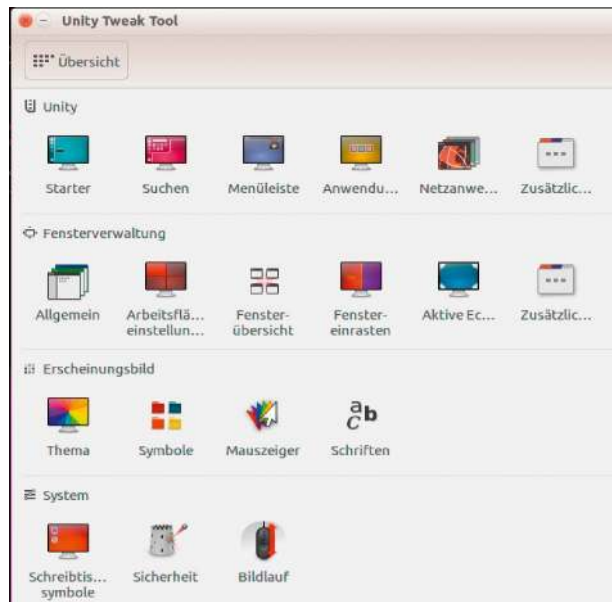 Unity Tweak Tool
Übersicht
Unity
Starter Suchen Menüleiste Anwendu... Netzanwe... Zusätzlic...
Fensterverwaltung
Allgemein Arbeitsflä... Fenster- Fenster- Aktive Ec... Zusätzlic...
einstellun... übersicht einrasten
Erscheinungsbild
Thema Symbole Mauszeiger Schriften
System
Schreibtis... Sicherheit Bildlauf
symbole